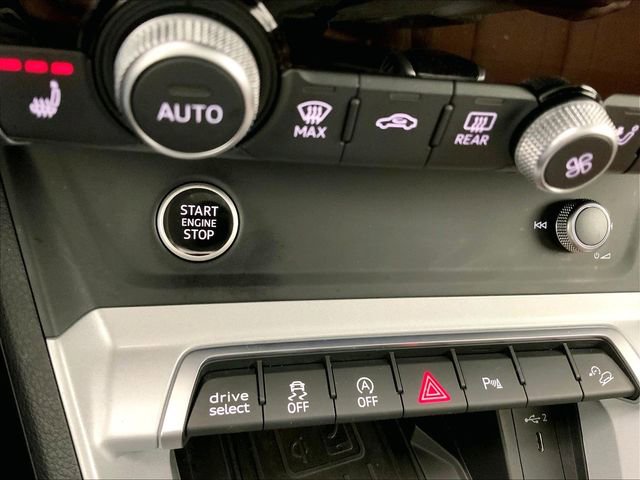 AUTO
MAX
REAR
START
ENGINE
STOP
drive
select
OFF
A
OFF
P
2